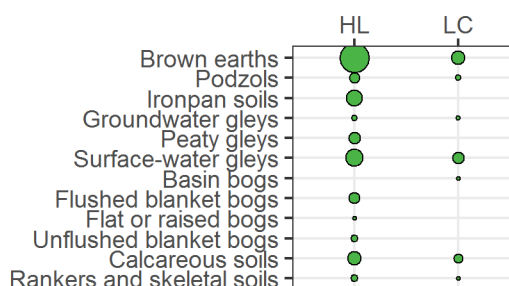 HL LC
Brown earths
Podzols
Ironpan soils
Groundwater gleys
Peaty gleys
Surface-water gleys
Basin bogs
Flushed blanket bogs
Flat or raised bogs
Unflushed blanket bogs
Calcareous soils
Rankers and skeletal soils